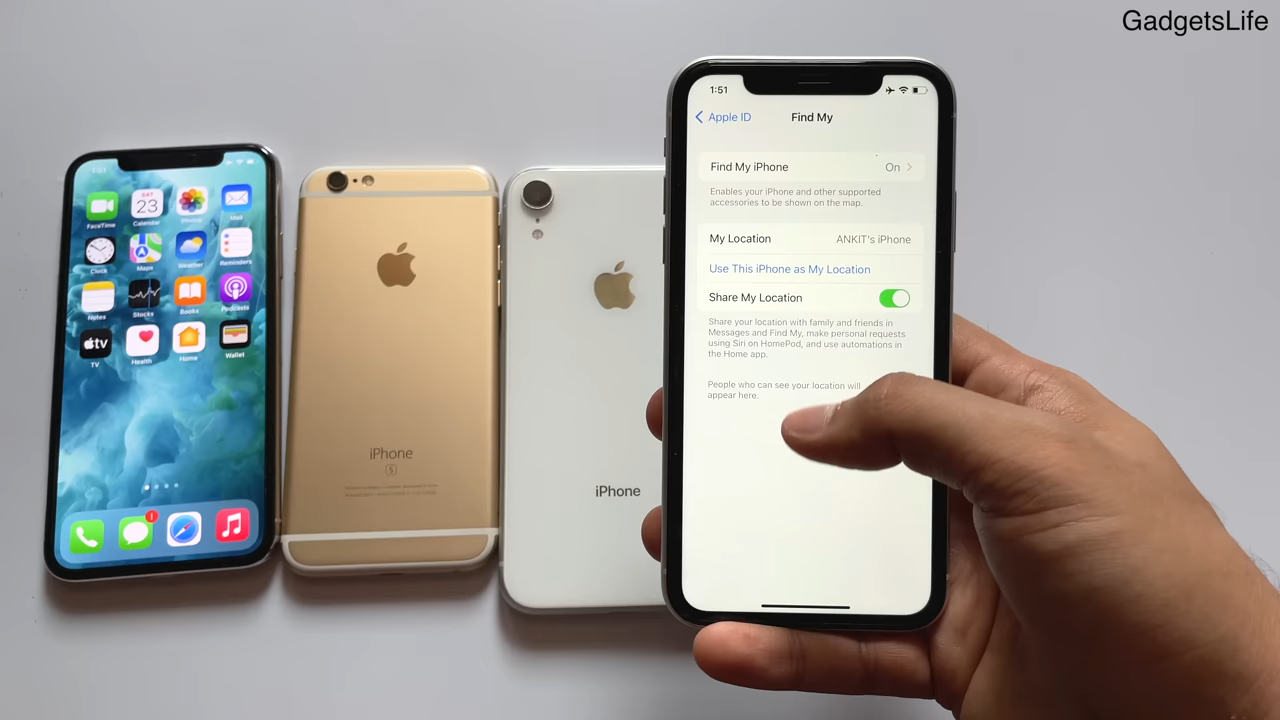 GadgetsLife
FaceTime
SAT
23
Calendar
Photos
Mail
Clock
Maps
Weather
Reminders
Notes
Stocks
Books
Podcasts
tv
TV
Health
Home
Wallet
1
iPhone
S
iPhone
1:51
Apple ID
Find My
Find My iPhone On
Enables your iPhone and other supported
accessories to be shown on the map.
My Location ANKIT's iPhone
Use This iPhone as My Location
Share My Location
Share your location with family and friends in
Messages and Find My, make personal requests
using Siri on HomePod, and use automations in
the Home app.
People who can see your location will
appear here.